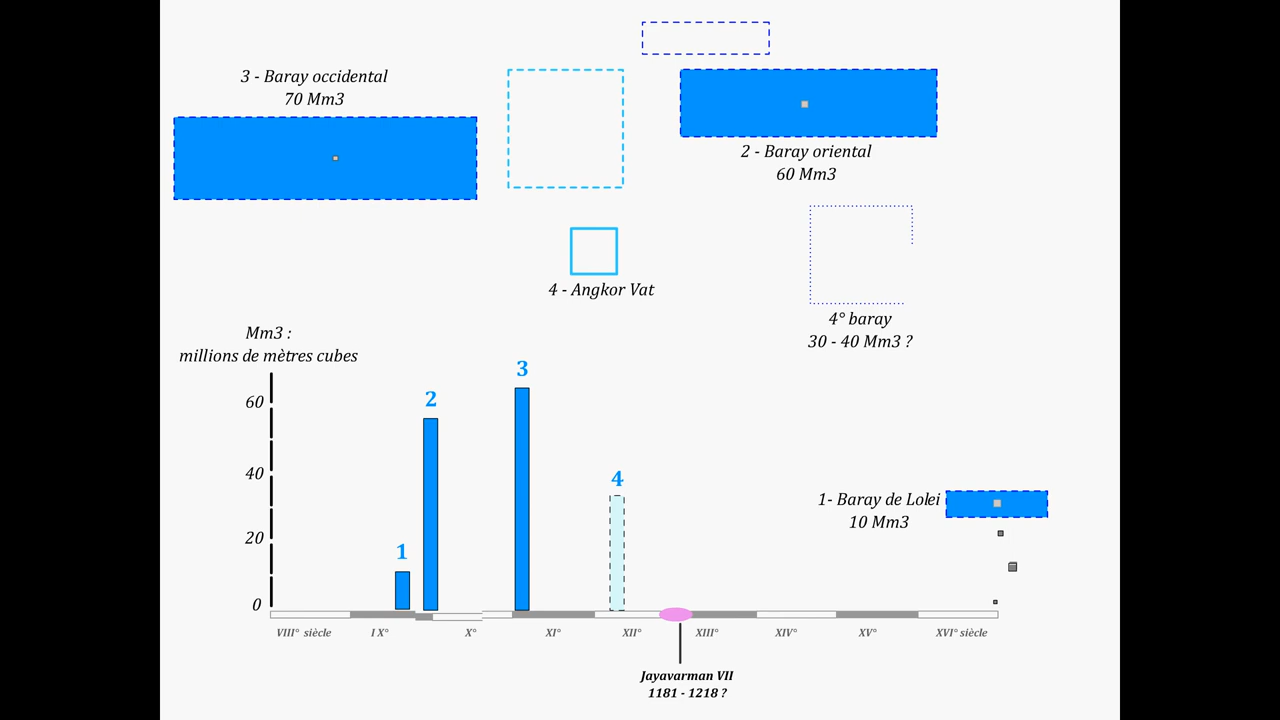 3 - Baray occidental
70 Mm3
2 - Baray oriental
60 Mm3
4 - Angkor Vat
4° baray
30 - 40 Mm3 ?
Mm3 :
millions de mètres cubes
60
40
20
0
1
2
3
4
1- Baray de Lolei
10 Mm3
VIII° siècle
I X°
X°
XI°
XII°
XIII°
XIV°
XV°
XVI° siècle
Jayavarman VII
1181 - 1218 ?